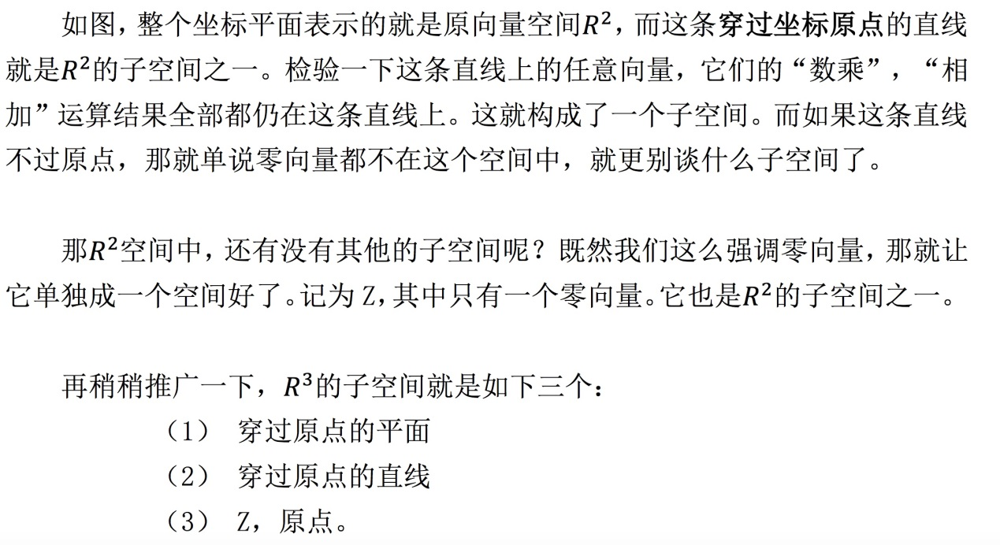 如图，整个坐标平面表示的就是原向量空间R²，而这条穿过坐标原点的直线
就是R²的子空间之一。检验一下这条直线上的任意向量，它们的“数乘”，“相
加”运算结果全部都仍在这条直线上。这就构成了一个子空间。而如果这条直线
不过原点，那就单说零向量都不在这个空间中，就更别谈什么子空间了。
那R²空间中，还有没有其他的子空间呢？既然我们这么强调零向量，那就让
它单独成一个空间好了。记为 Z，其中只有一个零向量。它也是R²的子空间之一。
再稍稍推广一下，R³的子空间就是如下三个：
（1） 穿过原点的平面
（2） 穿过原点的直线
（3） Z，原点。